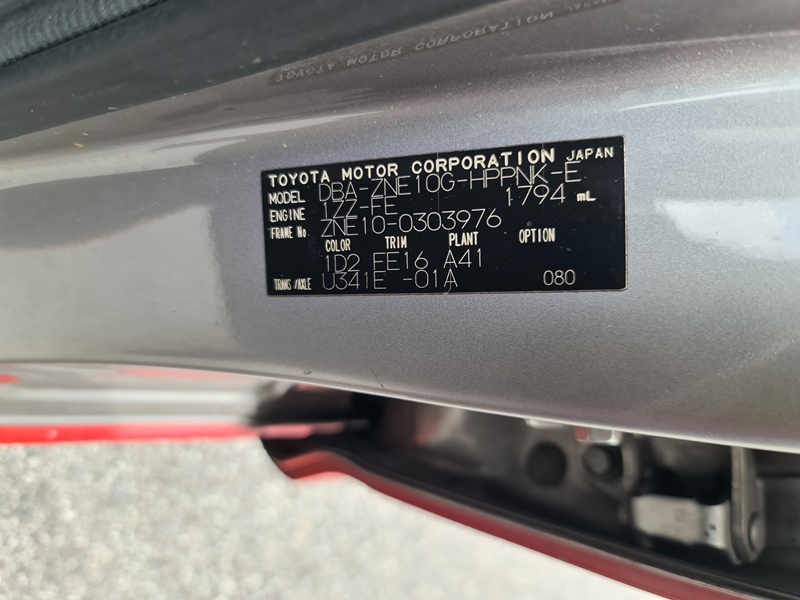 TOYOTA MOTOR CORPORATION JAPAN
MODEL DBA-ZNE10G-HPPNK-E
ENGINE 1ZZ-FE 1794 mL
FRAME No ZNE10-0303976
COLOR TRIM PLANT OPTION
1D2 FE16 A41
TRANS/AXLE U341E -01A 080
TOYOTA MOTOR CORPORATION